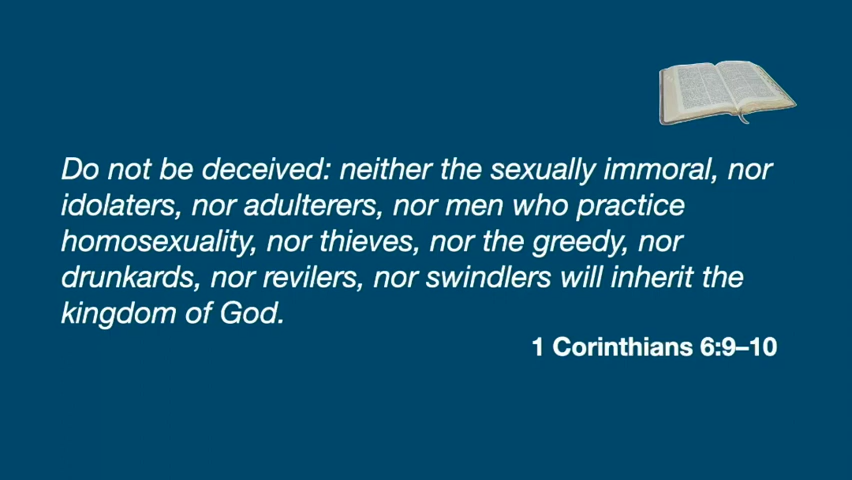 Do not be deceived: neither the sexually immoral, nor
idolaters, nor adulterers, nor men who practice
homosexuality, nor thieves, nor the greedy, nor
drunkards, nor revilers, nor swindlers will inherit the
kingdom of God.
1 Corinthians 6:9–10